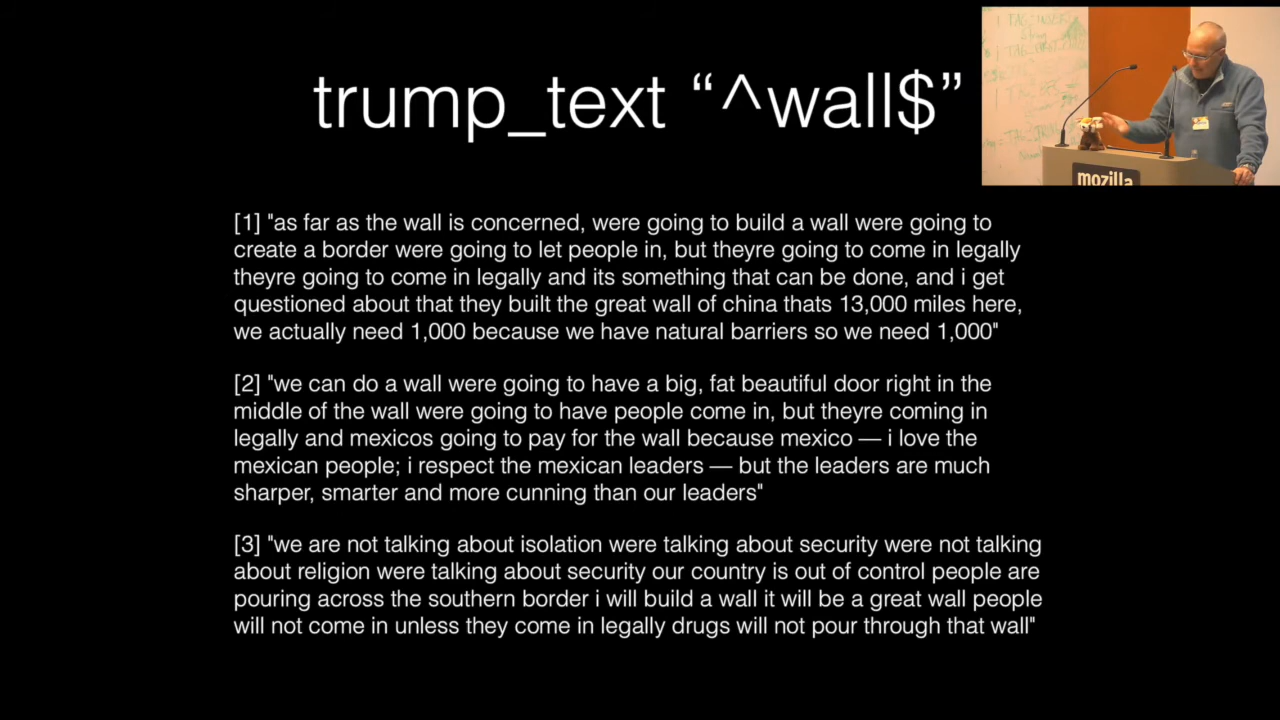 trump_text “^wall$”
mozilla
[1] "as far as the wall is concerned, were going to build a wall were going to
create a border were going to let people in, but theyre going to come in legally
theyre going to come in legally and its something that can be done, and i get
questioned about that they built the great wall of china thats 13,000 miles here,
we actually need 1,000 because we have natural barriers so we need 1,000"
[2] "we can do a wall were going to have a big, fat beautiful door right in the
middle of the wall were going to have people come in, but theyre coming in
legally and mexicos going to pay for the wall because mexico — i love the
mexican people; i respect the mexican leaders — but the leaders are much
sharper, smarter and more cunning than our leaders"
[3] "we are not talking about isolation were talking about security were not talking
about religion were talking about security our country is out of control people are
pouring across the southern border i will build a wall it will be a great wall people
will not come in unless they come in legally drugs will not pour through that wall"